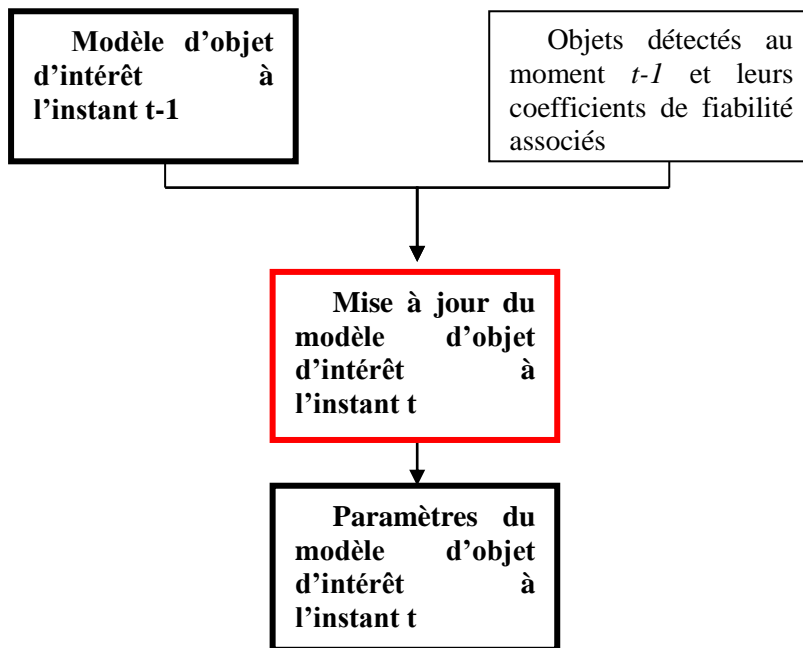 Modèle d’objet
d’intérêt à
l’instant t-1
Objets détectés au
moment t-1 et leurs
coefficients de fiabilité
associés
Mise à jour du
modèle d’objet
d’intérêt à
l’instant t
Paramètres du
modèle d’objet
d’intérêt à
l’instant t